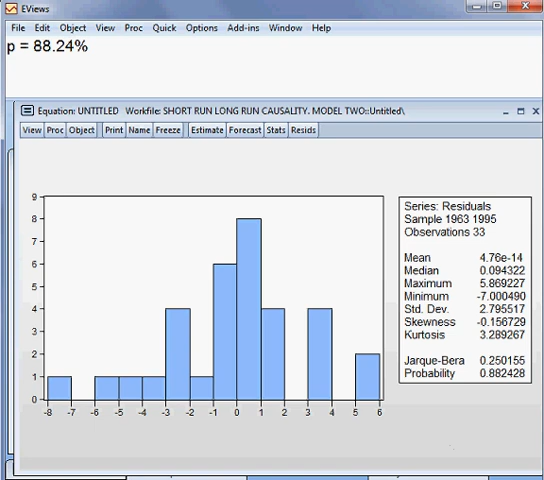 EViews
File Edit Object View Proc Quick Options Add-ins Window Help
p = 88.24%
Equation: UNTITLED Workfile: SHORT RUN LONG RUN CAUSALITY. MODEL TWO::Untitled\
View Proc Object Print Name Freeze Estimate Forecast Stats Resids
9
8
7
6
5
4
3
2
1
0
-8 -7 -6 -5 -4 -3 -2 -1 0 1 2 3 4 5 6
Series: Residuals
Sample 1963 1995
Observations 33
Mean 4.76e-14
Median 0.094322
Maximum 5.869227
Minimum -7.000490
Std. Dev. 2.795517
Skewness -0.156729
Kurtosis 3.289267
Jarque-Bera 0.250155
Probability 0.882428